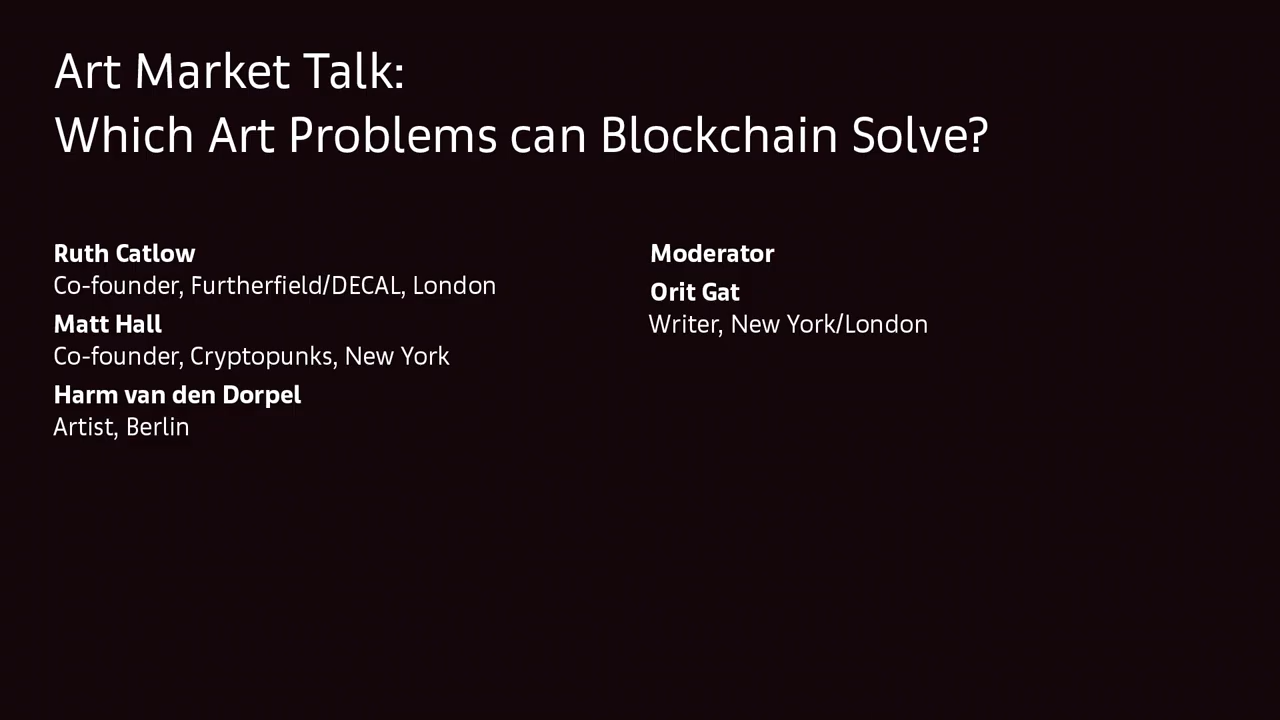 Art Market Talk:
Which Art Problems can Blockchain Solve?
Ruth Catlow
Co-founder, Furtherfield/DECAL, London
Matt Hall
Co-founder, Cryptopunks, New York
Harm van den Dorpel
Artist, Berlin
Moderator
Orit Gat
Writer, New York/London